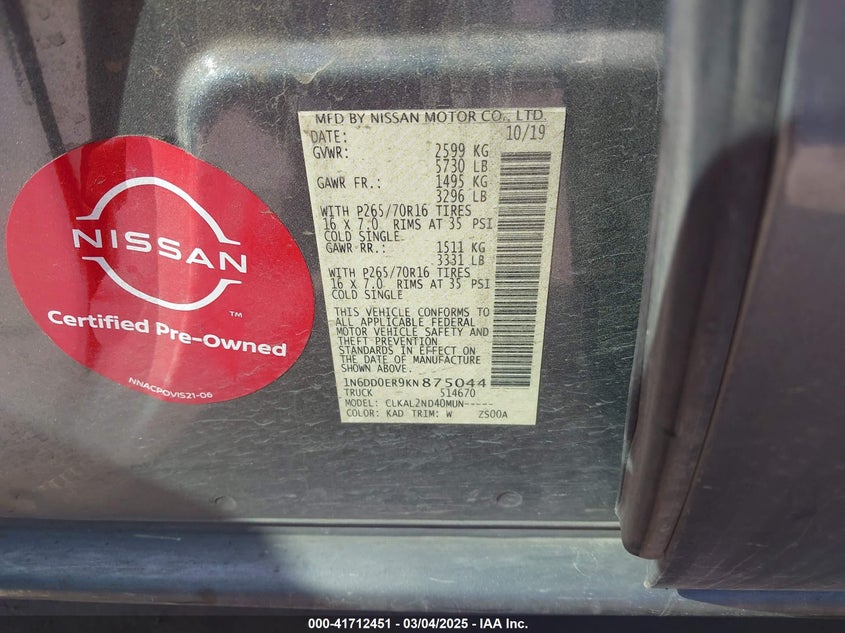 NISSAN
TM
Certified Pre-Owned
NNACPOVIS21-06
MFD BY NISSAN MOTOR CO., LTD.
DATE: 10/19
GVWR: 2599 KG
5730 LB
GAWR FR.: 1495 KG
3296 LB
WITH P265/70R16 TIRES
16 X 7.0 RIMS AT 35 PSI
COLD SINGLE
GAWR RR.: 1511 KG
3331 LB
WITH P265/70R16 TIRES
16 X 7.0 RIMS AT 35 PSI
COLD SINGLE
THIS VEHICLE CONFORMS TO
ALL APPLICABLE FEDERAL
MOTOR VEHICLE SAFETY AND
THEFT PREVENTION
STANDARDS IN EFFECT ON
THE DATE OF MANUFACTURE
SHOWN ABOVE.
1N6DD0ER9KN875044
TRUCK 514670
MODEL: CLKAL2ND40MUN-----
COLOR: KAD TRIM: W ZS00A
000-41712451 - 03/04/2025 - IAA Inc.